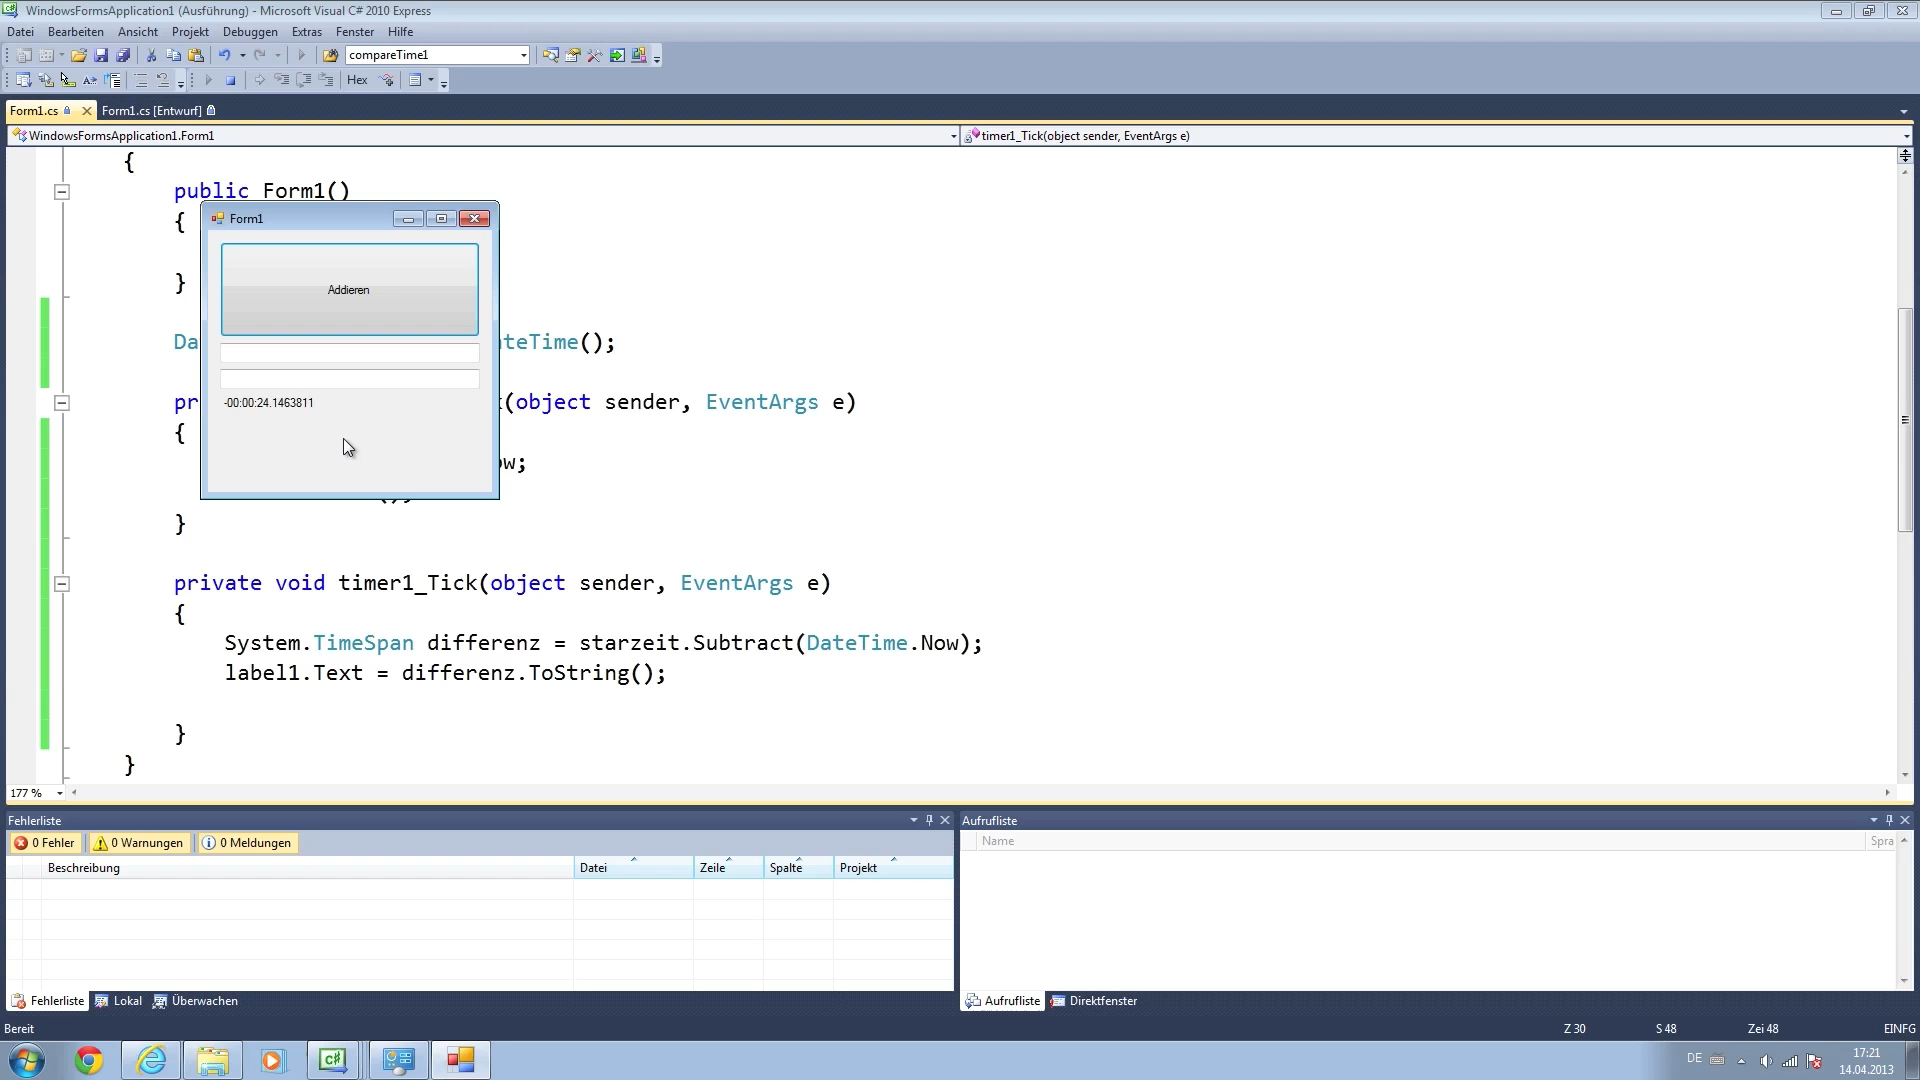 WindowsFormsApplication1 (Ausführung) - Microsoft Visual C# 2010 Express
Datei Bearbeiten Ansicht Projekt Debuggen Extras Fenster Hilfe
compareTime1
Hex
Form1.cs Form1.cs [Entwurf]
WindowsFormsApplication1.Form1 timer1_Tick(object sender, EventArgs e)
{
public Form1()
{
}
Da
teTime();
pr
(object sender, EventArgs e)
{
w;
}
Form1
Addieren
-00:00:24.1463811
private void timer1_Tick(object sender, EventArgs e)
{
System.TimeSpan differenz = starzeit.Subtract(DateTime.Now);
label1.Text = differenz.ToString();
}
}
177 %
Fehlerliste
0 Fehler 0 Warnungen 0 Meldungen
Beschreibung Datei Zeile Spalte Projekt
Fehlerliste Lokal Überwachen
Aufrufliste
Name Spra
Aufrufliste Direktfenster
Bereit Z 30 S 48 Zei 48 EINFG
DE 17:21
14.04.2013